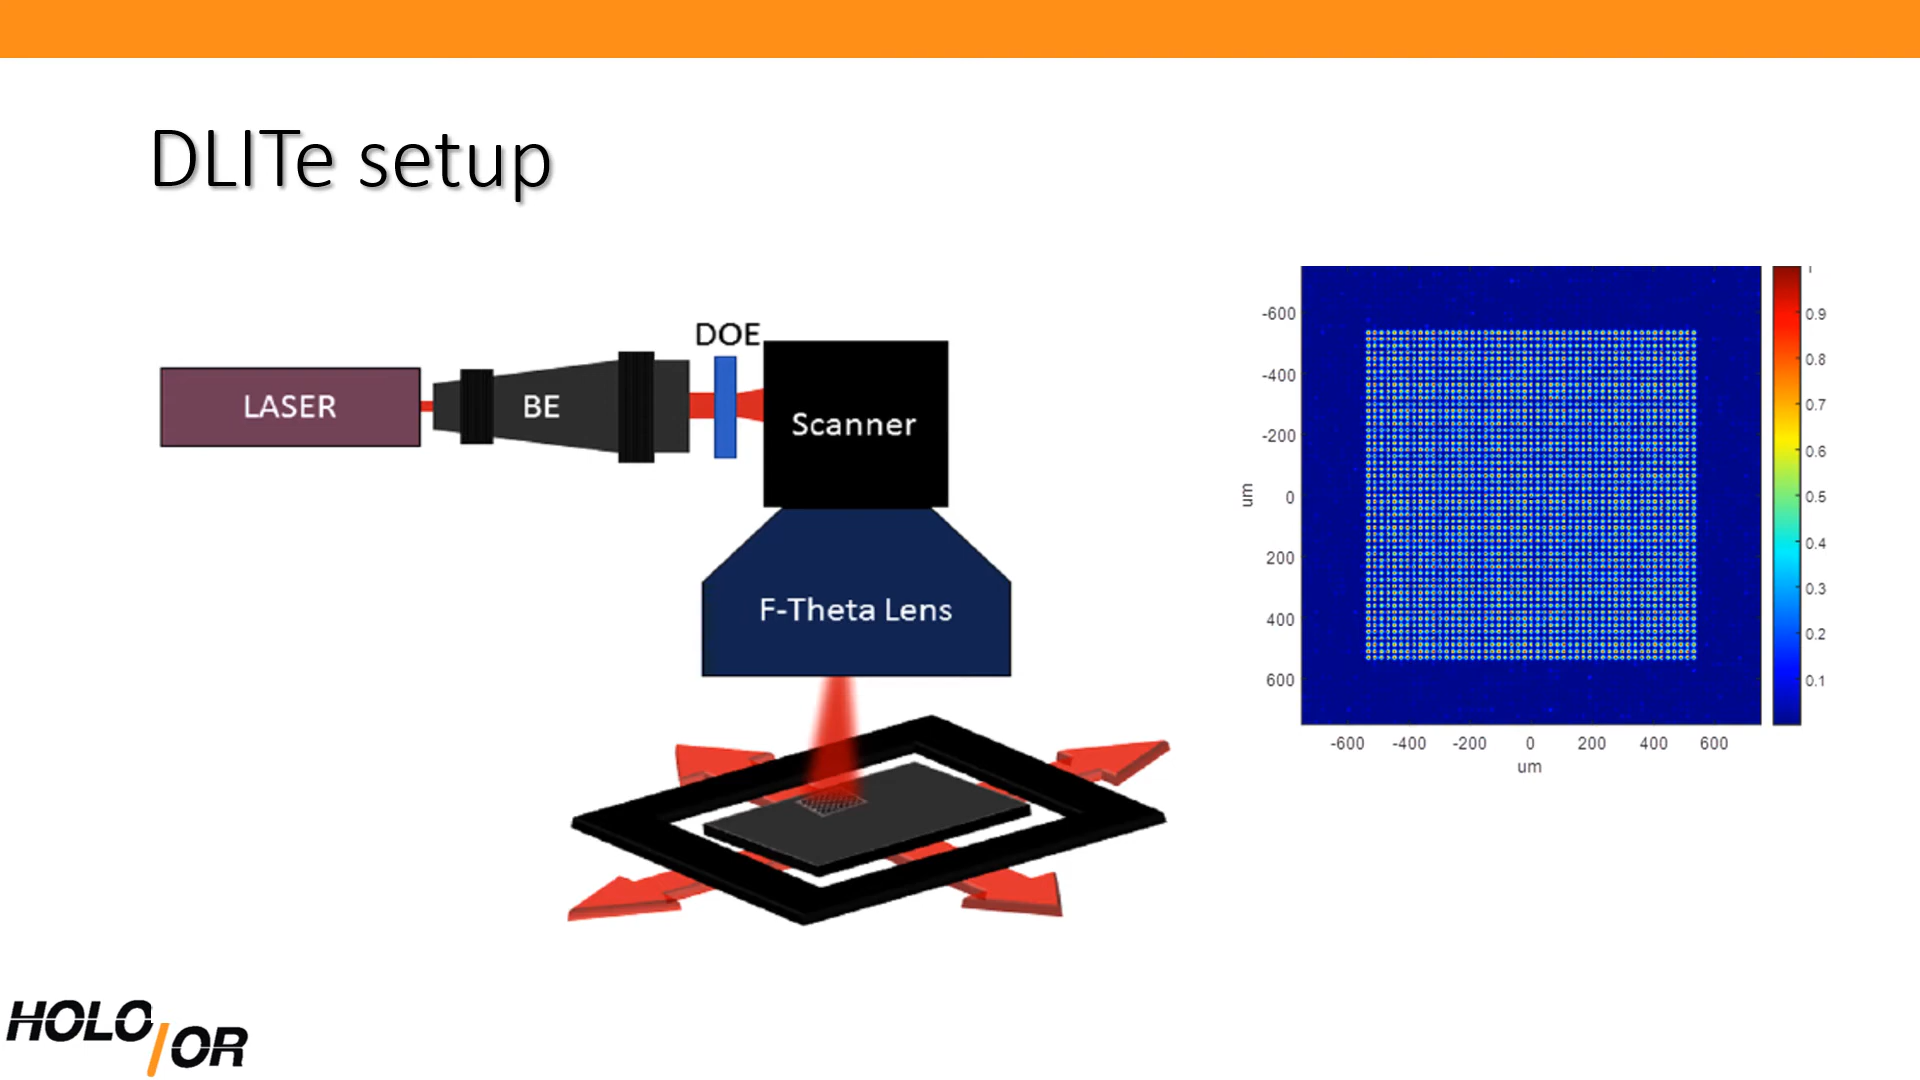 DLITe setup
DOE
LASER
BE
Scanner
F-Theta Lens
um
-600
-400
-200
0
200
400
600
-600 -400 -200 0 200 400 600
um
1
0.9
0.8
0.7
0.6
0.5
0.4
0.3
0.2
0.1
HOLO/OR